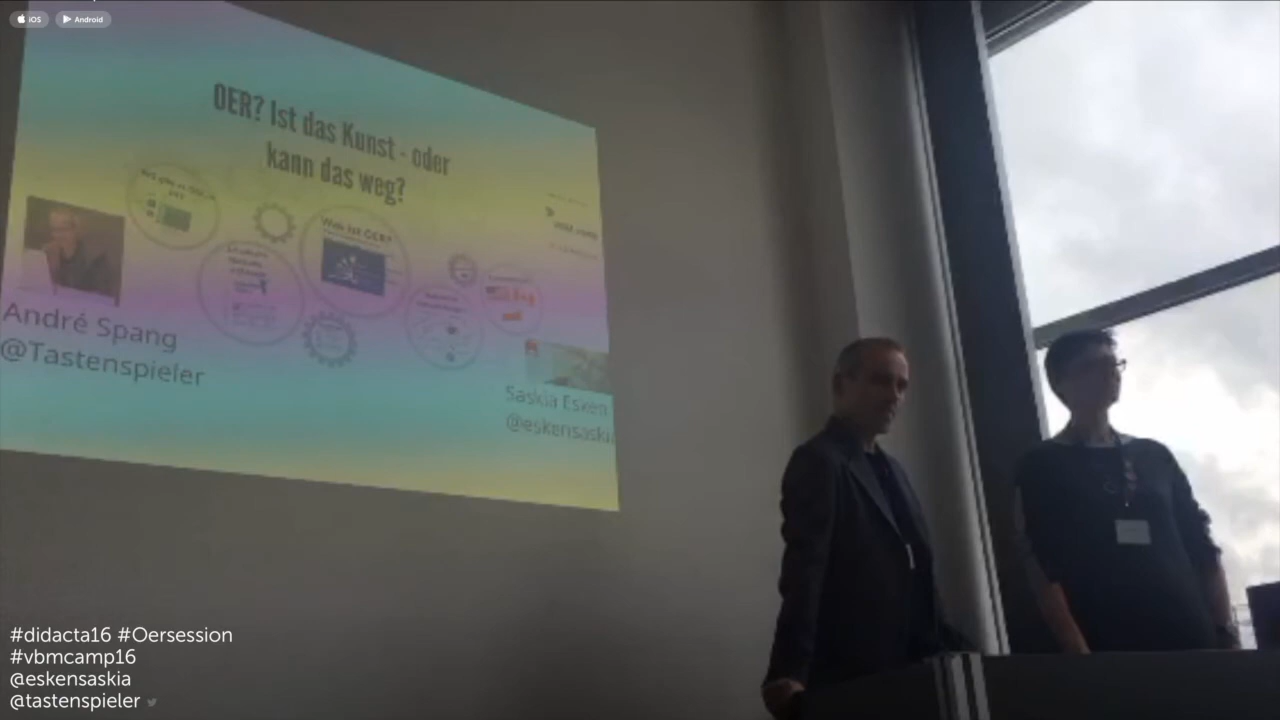 iOS
Android
OER? Ist das Kunst - oder
kann das weg?
Was ist OER?
André Spang
@Tastenspieler
Saskia Esken
@eskensaskia
#didacta16 #Oersession
#vbmcamp16
@eskensaskia
@tastenspieler